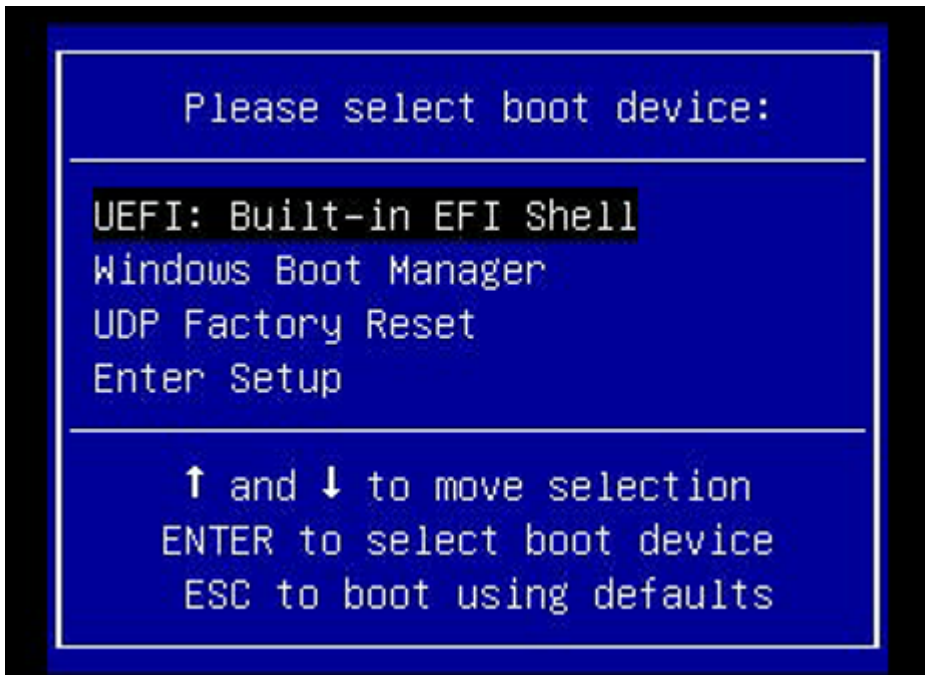 Please select boot device:
UEFI: Built-in EFI Shell
Windows Boot Manager
UDP Factory Reset
Enter Setup
↑ and ↓ to move selection
ENTER to select boot device
ESC to boot using defaults